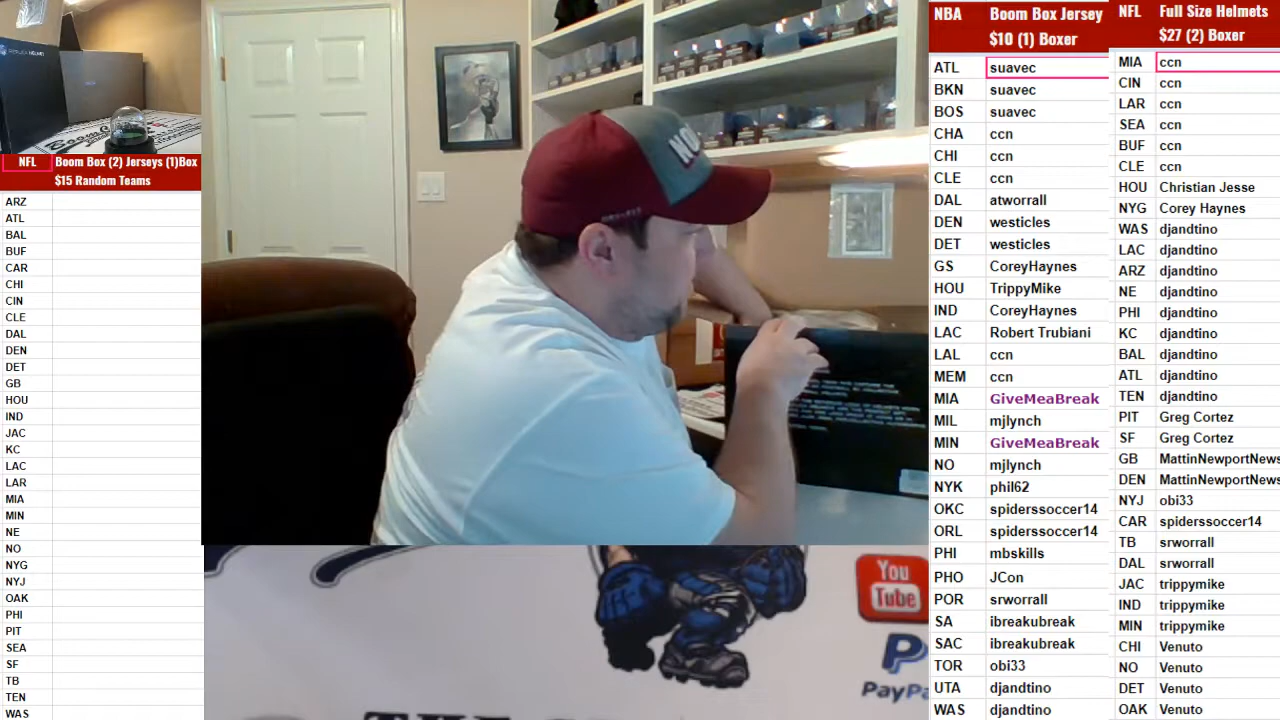 NFL Boom Box (2) Jerseys (1)Box
$15 Random Teams
ARZ
ATL
BAL
BUF
CAR
CHI
CIN
CLE
DAL
DEN
DET
GB
HOU
IND
JAC
KC
LAC
LAR
MIA
MIN
NE
NO
NYG
NYJ
OAK
PHI
PIT
SEA
SF
TB
TEN
WAS
You
Tube
PayPa
NBA Boom Box Jersey
$10 (1) Boxer
ATL suavec
BKN suavec
BOS suavec
CHA ccn
CHI ccn
CLE ccn
DAL atworrall
DEN westicles
DET westicles
GS CoreyHaynes
HOU TrippyMike
IND CoreyHaynes
LAC Robert Trubiani
LAL ccn
MEM ccn
MIA GiveMeaBreak
MIL mjlynch
MIN GiveMeaBreak
NO mjlynch
NYK phil62
OKC spiderssoccer14
ORL spiderssoccer14
PHI mbskills
PHO JCon
POR srworrall
SA ibreakubreak
SAC ibreakubreak
TOR obi33
UTA djandtino
WAS djandtino
NFL Full Size Helmets
$27 (2) Boxer
MIA ccn
CIN ccn
LAR ccn
SEA ccn
BUF ccn
CLE ccn
HOU Christian Jesse
NYG Corey Haynes
WAS djandtino
LAC djandtino
ARZ djandtino
NE djandtino
PHI djandtino
KC djandtino
BAL djandtino
ATL djandtino
TEN djandtino
PIT Greg Cortez
SF Greg Cortez
GB MattinNewportNews
DEN MattinNewportNews
NYJ obi33
CAR spiderssoccer14
TB srworrall
DAL srworrall
JAC trippymike
IND trippymike
MIN trippymike
CHI Venuto
NO Venuto
DET Venuto
OAK Venuto